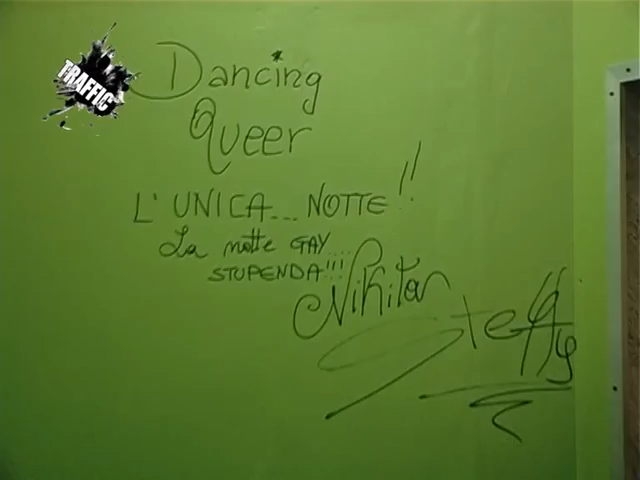 TRAFFIC
Dancing
Queer
L'UNICA... NOTTE!!
La notte GAY...
STUPENDA!!!
Nikita
Steffy